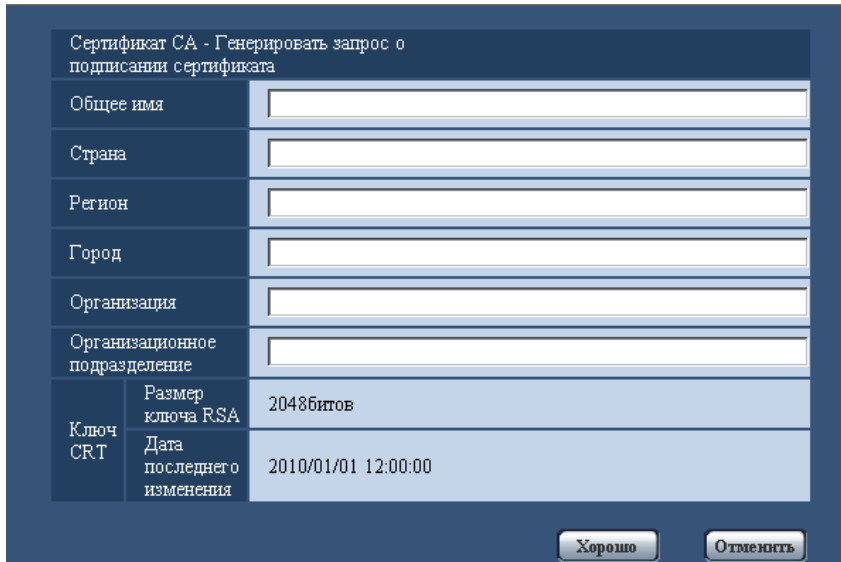 Сертификат CA - Генерировать запрос о
подписании сертификата
Общее имя
Страна
Регион
Город
Организация
Организационное
подразделение
Ключ
CRT
Размер
ключа RSA
2048битов
Дата
последнего
изменения
2010/01/01 12:00:00
Хорошо
Отменить